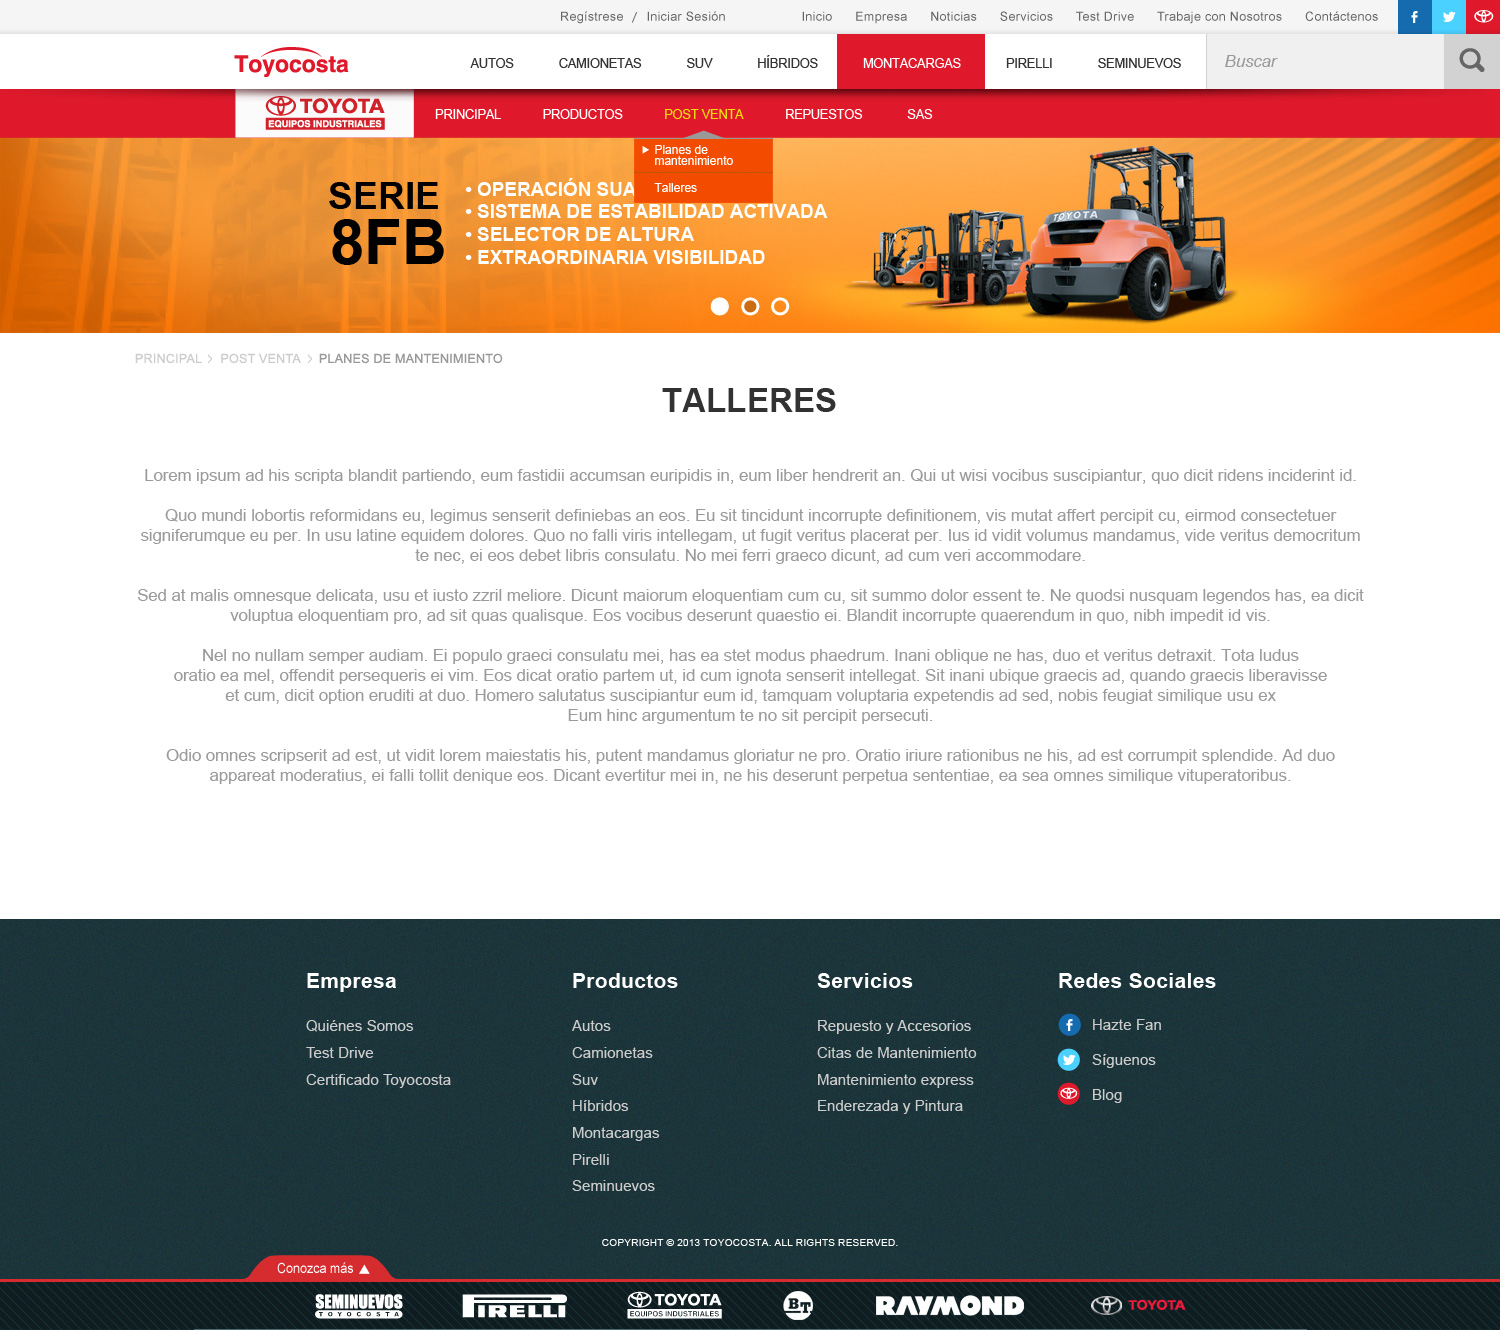 Regístrese / Iniciar Sesión
Inicio Empresa Noticias Servicios Test Drive Trabaje con Nosotros Contáctenos
Toyocosta
AUTOS CAMIONETAS SUV HÍBRIDOS MONTACARGAS PIRELLI SEMINUEVOS
Buscar
TOYOTA
EQUIPOS INDUSTRIALES
PRINCIPAL PRODUCTOS POST VENTA REPUESTOS SAS
Planes de
mantenimiento
Talleres
SERIE
8FB
• OPERACIÓN SUA
• SISTEMA DE ESTABILIDAD ACTIVADA
• SELECTOR DE ALTURA
• EXTRAORDINARIA VISIBILIDAD
TOYOTA
PRINCIPAL > POST VENTA > PLANES DE MANTENIMIENTO
TALLERES
Lorem ipsum ad his scripta blandit partiendo, eum fastidii accumsan euripidis in, eum liber hendrerit an. Qui ut wisi vocibus suscipiantur, quo dicit ridens inciderint id.
Quo mundi lobortis reformidans eu, legimus senserit definiebas an eos. Eu sit tincidunt incorrupte definitionem, vis mutat affert percipit cu, eirmod consectetuer
signiferumque eu per. In usu latine equidem dolores. Quo no falli viris intellegam, ut fugit veritus placerat per. Ius id vidit volumus mandamus, vide veritus democritum
te nec, ei eos debet libris consulatu. No mei ferri graeco dicunt, ad cum veri accommodare.
Sed at malis omnesque delicata, usu et iusto zzril meliore. Dicunt maiorum eloquentiam cum cu, sit summo dolor essent te. Ne quodsi nusquam legendos has, ea dicit
voluptua eloquentiam pro, ad sit quas qualisque. Eos vocibus deserunt quaestio ei. Blandit incorrupte quaerendum in quo, nibh impedit id vis.
Nel no nullam semper audiam. Ei populo graeci consulatu mei, has ea stet modus phaedrum. Inani oblique ne has, duo et veritus detraxit. Tota ludus
oratio ea mel, offendit persequeris ei vim. Eos dicat oratio partem ut, id cum ignota senserit intellegat. Sit inani ubique graecis ad, quando graecis liberavisse
et cum, dicit option eruditi at duo. Homero salutatus suscipiantur eum id, tamquam voluptaria expetendis ad sed, nobis feugiat similique usu ex
Eum hinc argumentum te no sit percipit persecuti.
Odio omnes scripserit ad est, ut vidit lorem maiestatis his, putent mandamus gloriatur ne pro. Oratio iriure rationibus ne his, ad est corrumpit splendide. Ad duo
appareat moderatius, ei falli tollit denique eos. Dicant evertitur mei in, ne his deserunt perpetua sententiae, ea sea omnes similique vituperatoribus.
Empresa Productos Servicios Redes Sociales
Quiénes Somos Autos Repuesto y Accesorios Hazte Fan
Test Drive Camionetas Citas de Mantenimiento Síguenos
Certificado Toyocosta Suv Mantenimiento express Blog
Híbridos Enderezada y Pintura
Montacargas
Pirelli
Seminuevos
COPYRIGHT © 2013 TOYOCOSTA. ALL RIGHTS RESERVED.
Conozca más
SEMINUEVOS
TOYOCOSTA
PIRELLI
TOYOTA
EQUIPOS INDUSTRIALES
BT
RAYMOND
TOYOTA